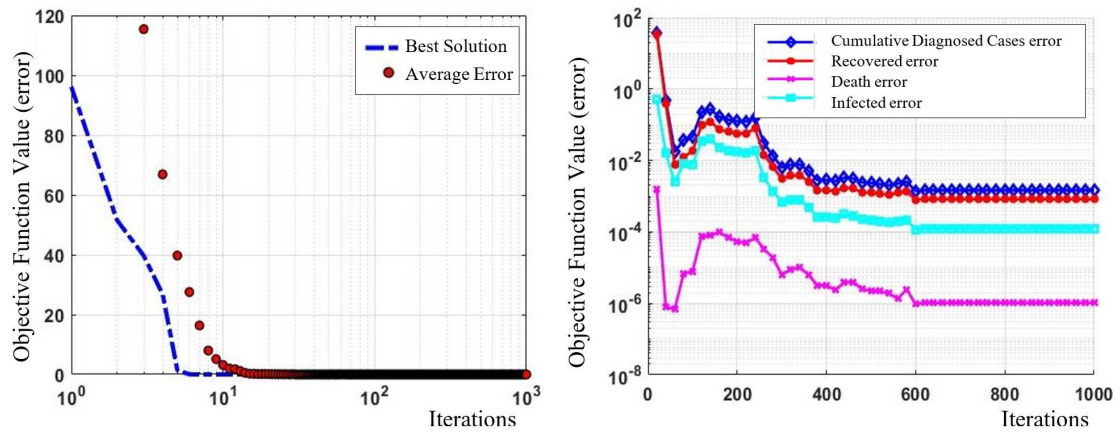 120
100
80
60
40
20
0
Objective Function Value (error)
Best Solution
Average Error
10^0
10^1
10^2
10^3
Iterations
10^2
10^0
10^-2
10^-4
10^-6
10^-8
Objective Function Value (error)
Cumulative Diagnosed Cases error
Recovered error
Death error
Infected error
0
200
400
600
800
1000
Iterations